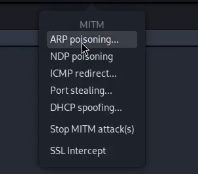 MITM
ARP poisoning...
NDP poisoning
ICMP redirect...
Port stealing...
DHCP spoofing...
Stop MITM attack(s)
SSL Intercept